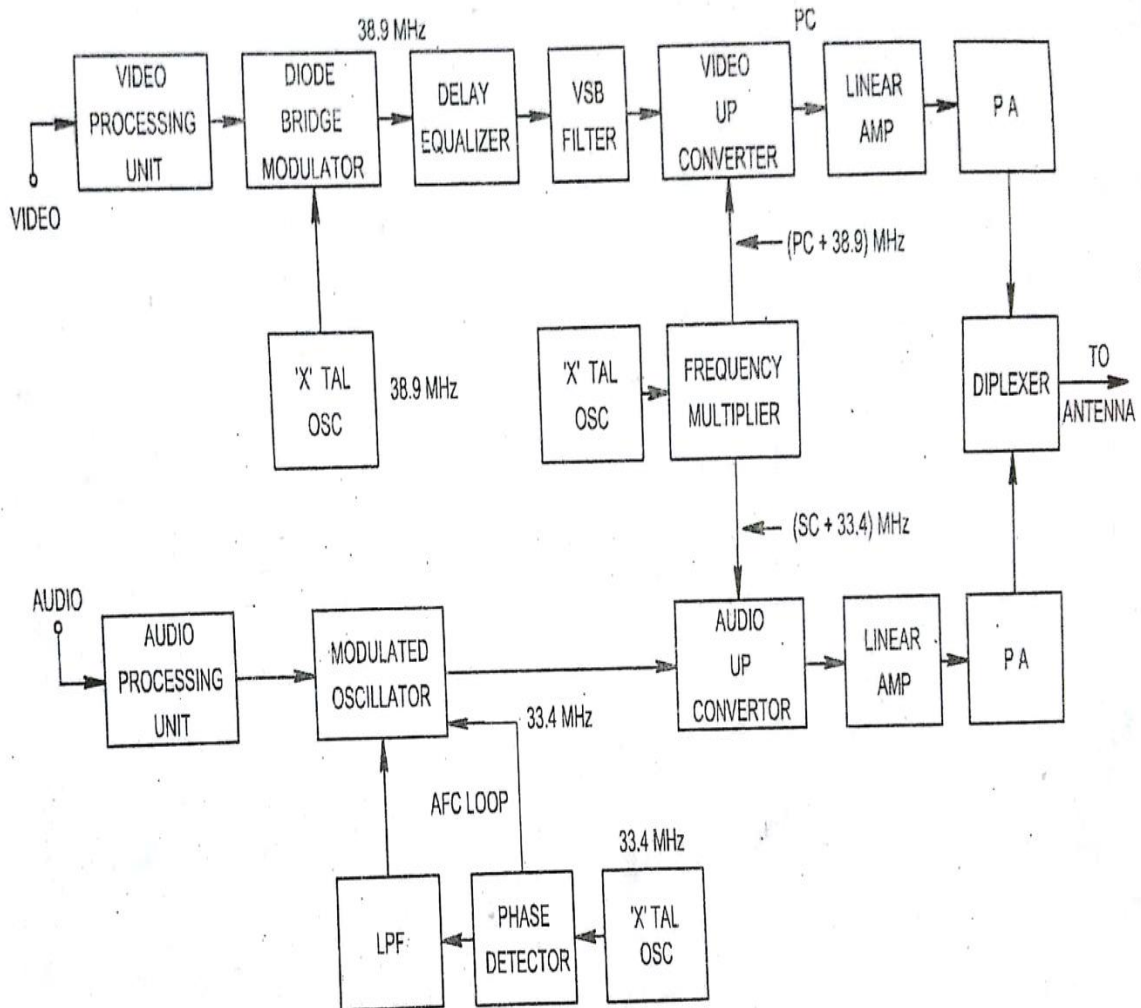 38.9 MHz
PC
VIDEO
PROCESSING
UNIT
DIODE
BRIDGE
MODULATOR
DELAY
EQUALIZER
VSB
FILTER
VIDEO
UP
CONVERTER
LINEAR
AMP
P A
VIDEO
(PC + 38.9) MHz
'X' TAL
OSC
38.9 MHz
'X' TAL
OSC
FREQUENCY
MULTIPLIER
DIPLEXER
TO
ANTENNA
(SC + 33.4) MHz
AUDIO
AUDIO
PROCESSING
UNIT
MODULATED
OSCILLATOR
33.4 MHz
AUDIO
UP
CONVERTOR
LINEAR
AMP
P A
AFC LOOP
33.4 MHz
LPF
PHASE
DETECTOR
'X' TAL
OSC